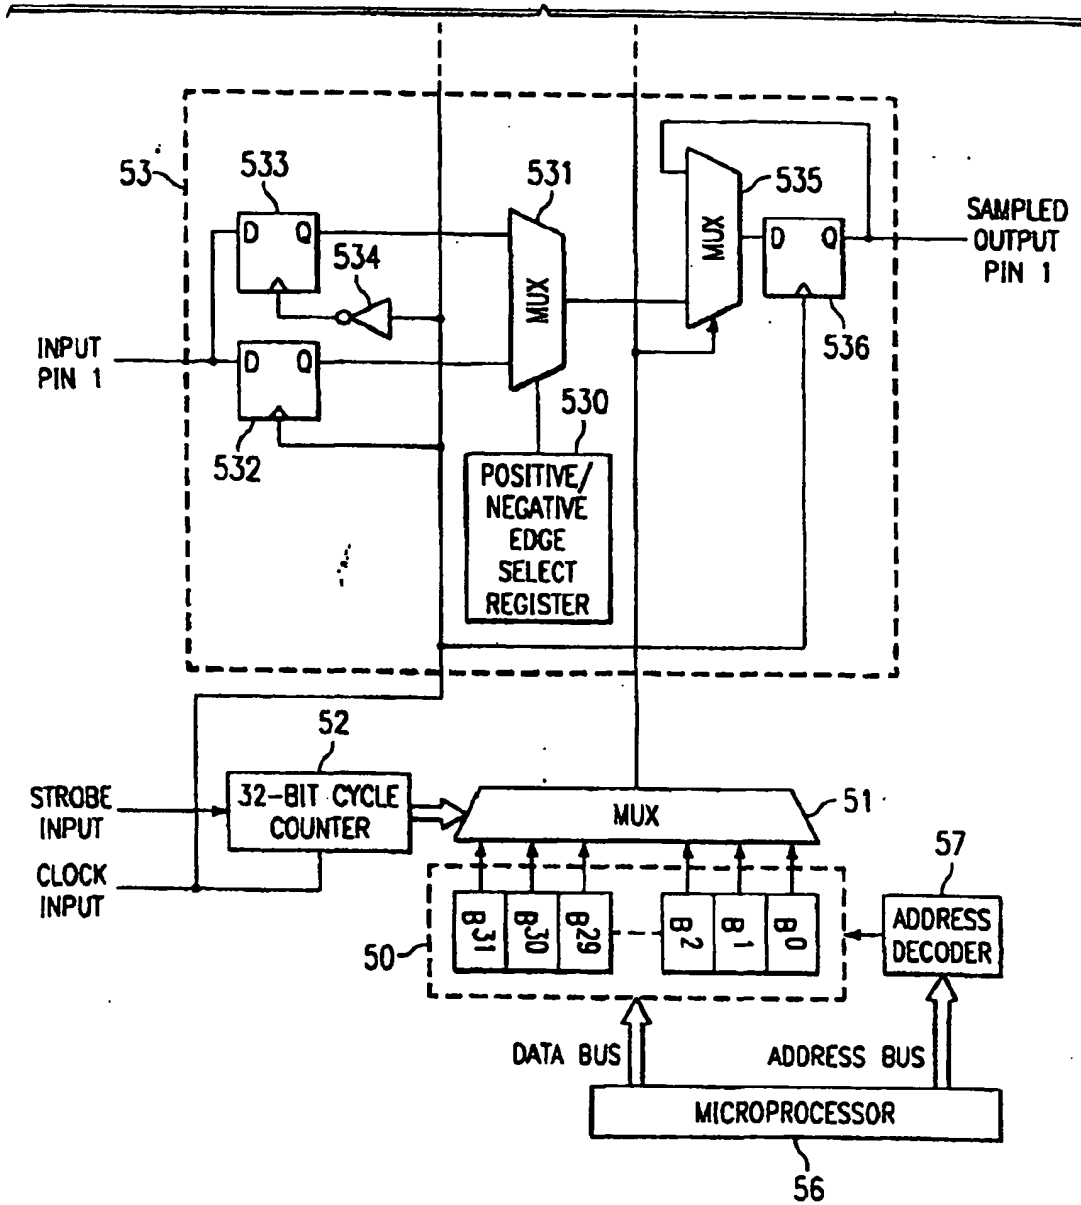 53
533
D Q
534
531
MUX
535
MUX
D Q
536
SAMPLED
OUTPUT
PIN 1
INPUT
PIN 1
D Q
532
530
POSITIVE/
NEGATIVE
EDGE
SELECT
REGISTER
52
STROBE
INPUT
32-BIT CYCLE
COUNTER
MUX
51
CLOCK
INPUT
57
50
B31
B30
B29
B2
B1
B0
ADDRESS
DECODER
DATA BUS
ADDRESS BUS
MICROPROCESSOR
56